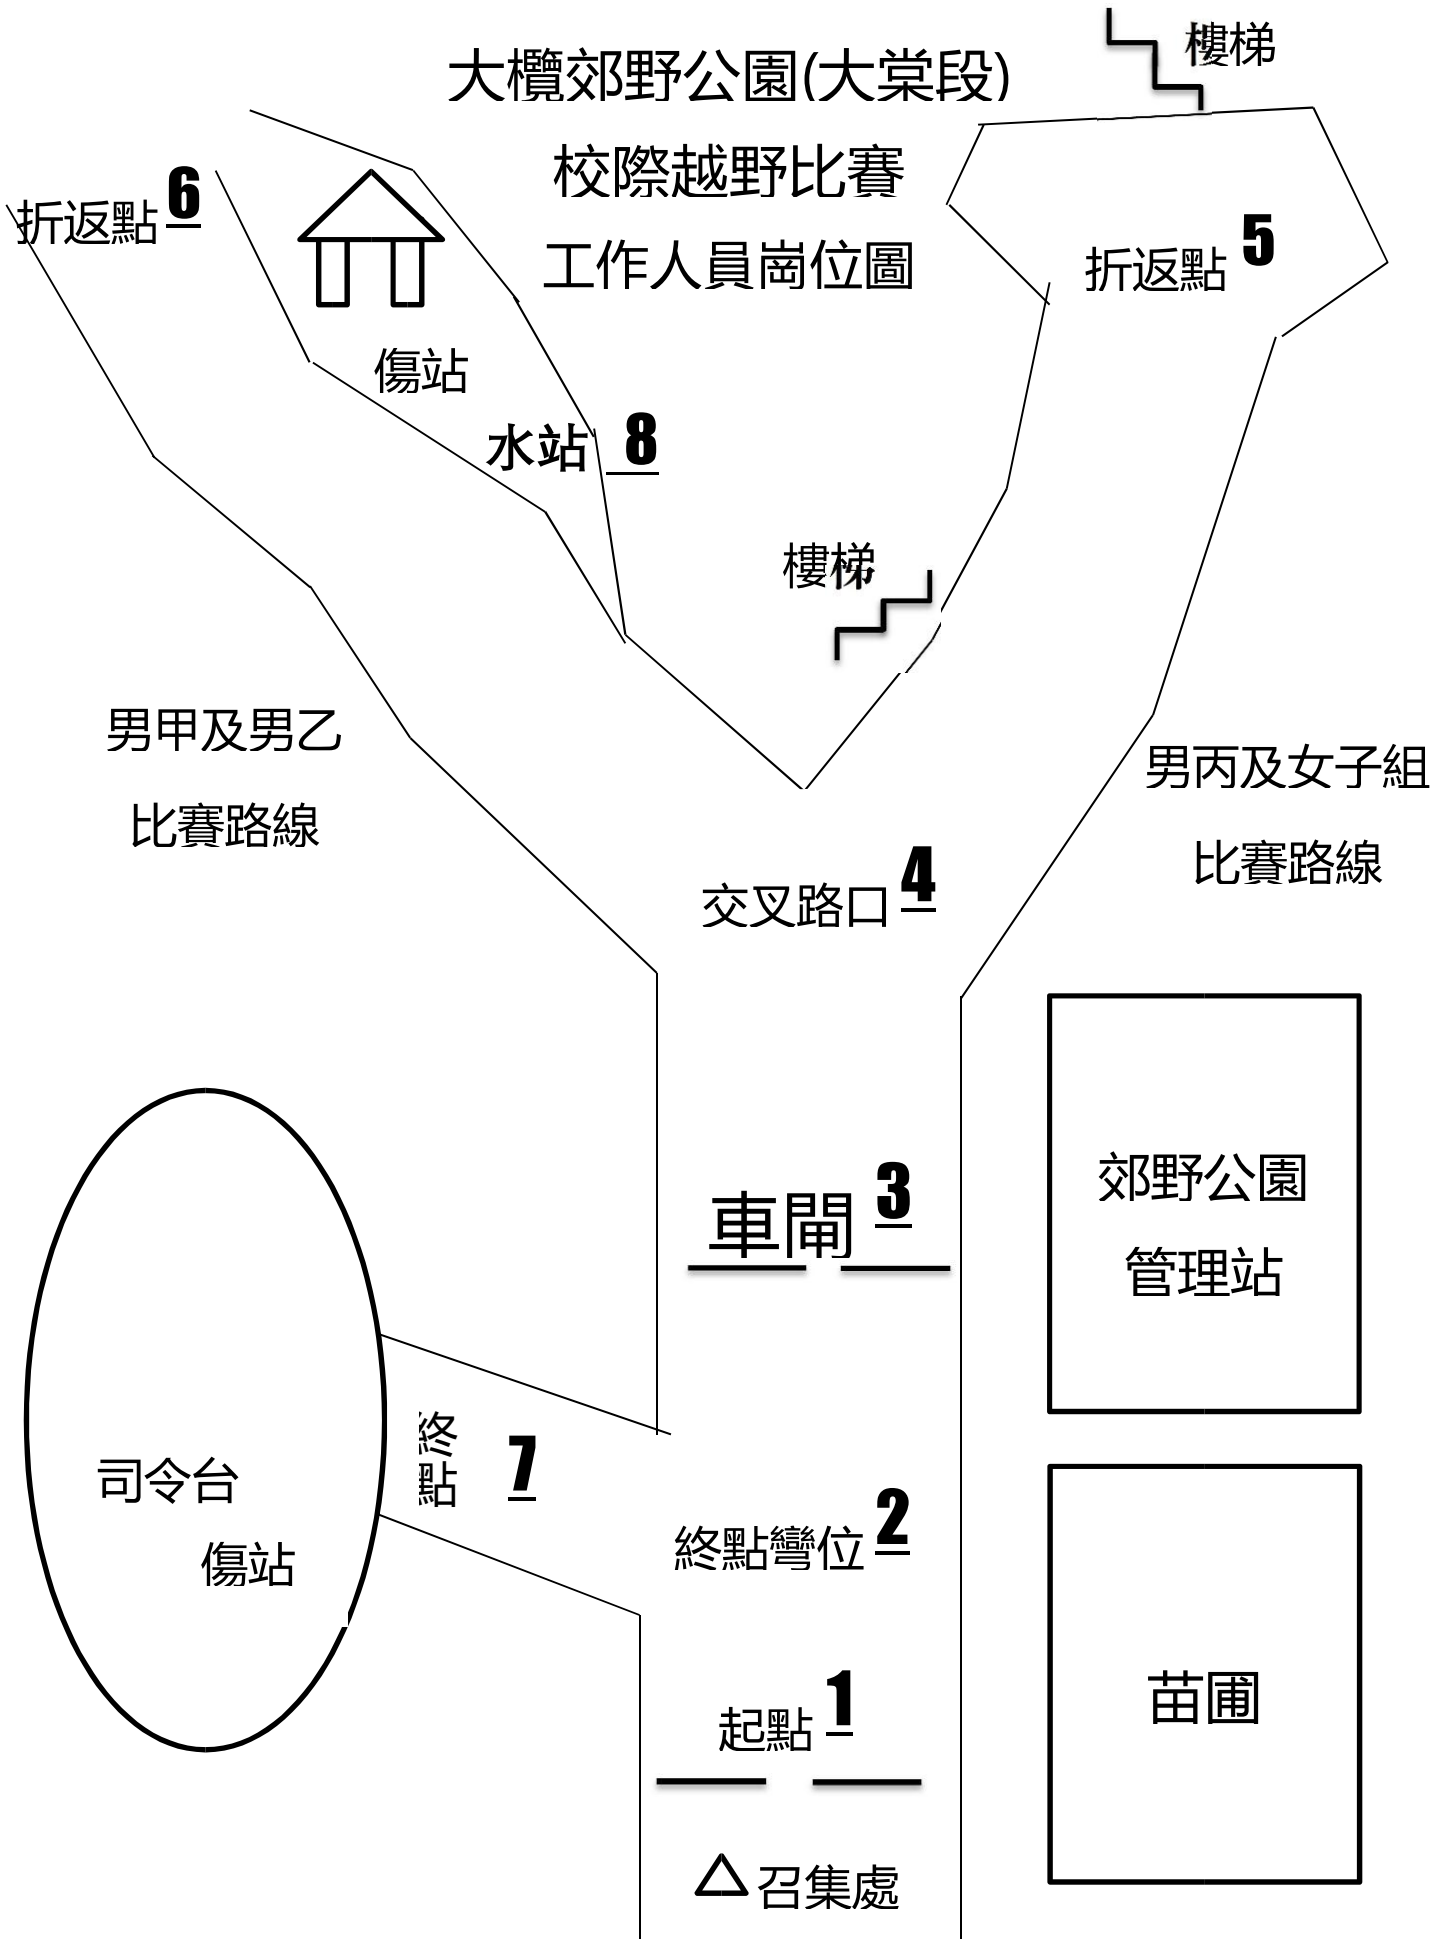 大欖郊野公園(大棠段)
校際越野比賽
工作人員崗位圖
樓梯
折返點 6
折返點 5
傷站
水站 8
樓梯
男甲及男乙
比賽路線
男丙及女子組
比賽路線
交叉路口 4
車閘 3
郊野公園
管理站
終
點 7
司令台
傷站
終點彎位 2
起點 1
苗圃
召集處